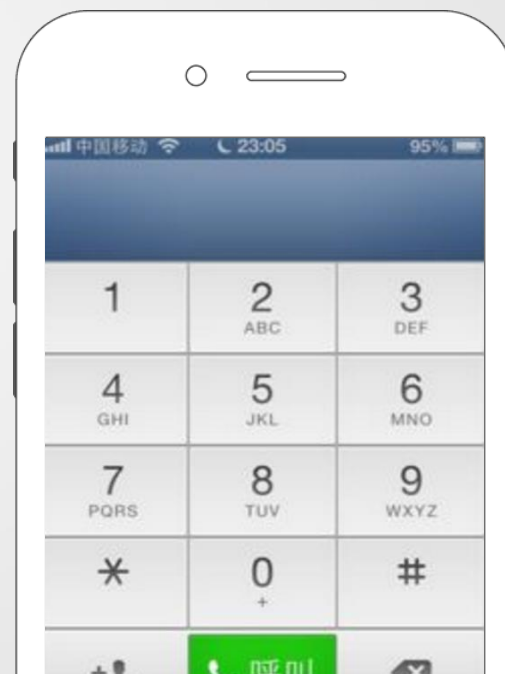 中国移动 23:05 95%
1 2 3
ABC DEF
4 5 6
GHI JKL MNO
7 8 9
PQRS TUV WXYZ
* 0 #
+
呼叫